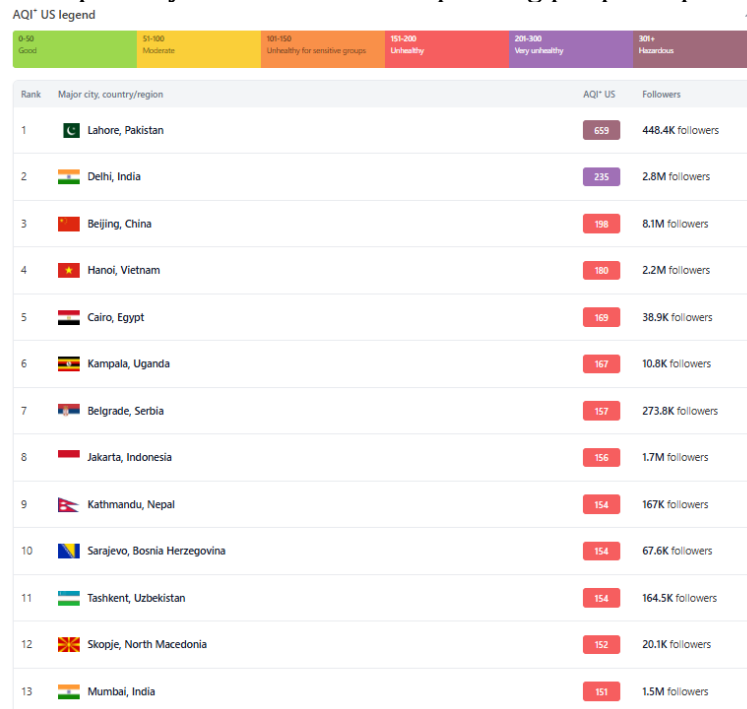 AQI⁺ US legend
0-50 51-100 101-150 151-200 201-300 301+
Good Moderate Unhealthy for sensitive groups Unhealthy Very unhealthy Hazardous
Rank Major city, country/region AQI⁺ US Followers
1 Lahore, Pakistan 659 448.4K followers
2 Delhi, India 235 2.8M followers
3 Beijing, China 198 8.1M followers
4 Hanoi, Vietnam 180 2.2M followers
5 Cairo, Egypt 169 38.9K followers
6 Kampala, Uganda 167 10.8K followers
7 Belgrade, Serbia 157 273.8K followers
8 Jakarta, Indonesia 156 1.7M followers
9 Kathmandu, Nepal 154 167K followers
10 Sarajevo, Bosnia Herzegovina 154 67.6K followers
11 Tashkent, Uzbekistan 154 164.5K followers
12 Skopje, North Macedonia 152 20.1K followers
13 Mumbai, India 151 1.5M followers